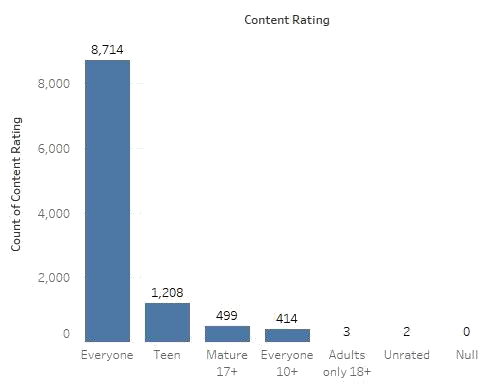 Content Rating
Count of Content Rating
8,714
8,000
6,000
4,000
2,000
0
1,208
499
414
3
2
0
Everyone
Teen
Mature
17+
Everyone
10+
Adults
only 18+
Unrated
Null